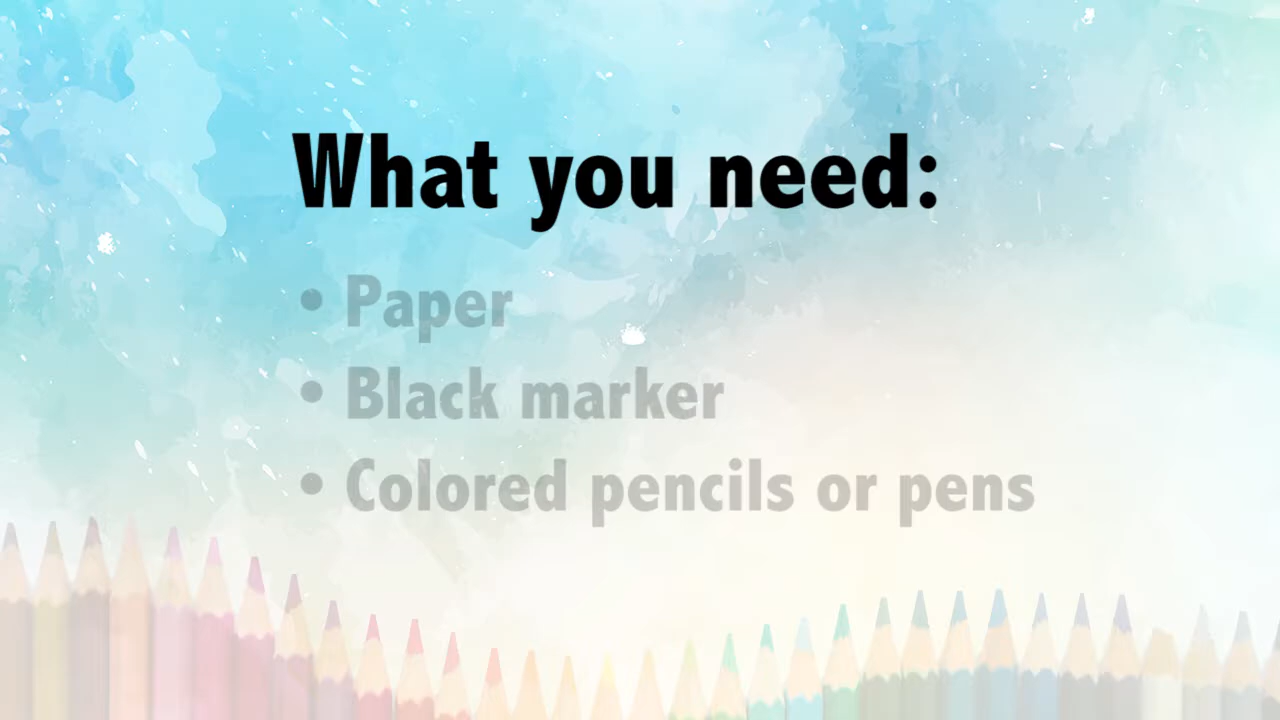 What you need:
• Paper
• Black marker
• Colored pencils or pens